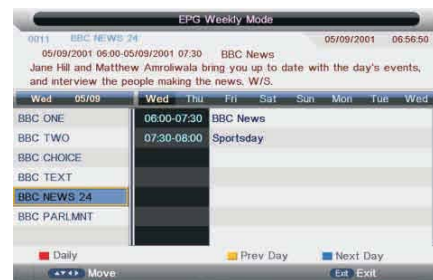 EPG Weekly Mode
0011 BBC NEWS 24 05/09/2001 06:56:50
05/09/2001 06:00-05/09/2001 07:30 BBC News
Jane Hill and Matthew Amroliwala bring you up to date with the day's events,
and interview the people making the news. W/S.
Wed 05/09 Wed Thu Fri Sat Sun Mon Tue Wed
BBC ONE 06:00-07:30 BBC News
BBC TWO 07:30-08:00 Sportsday
BBC CHOICE
BBC TEXT
BBC NEWS 24
BBC PARLMNT
Daily Prev Day Next Day
Move Exit Exit